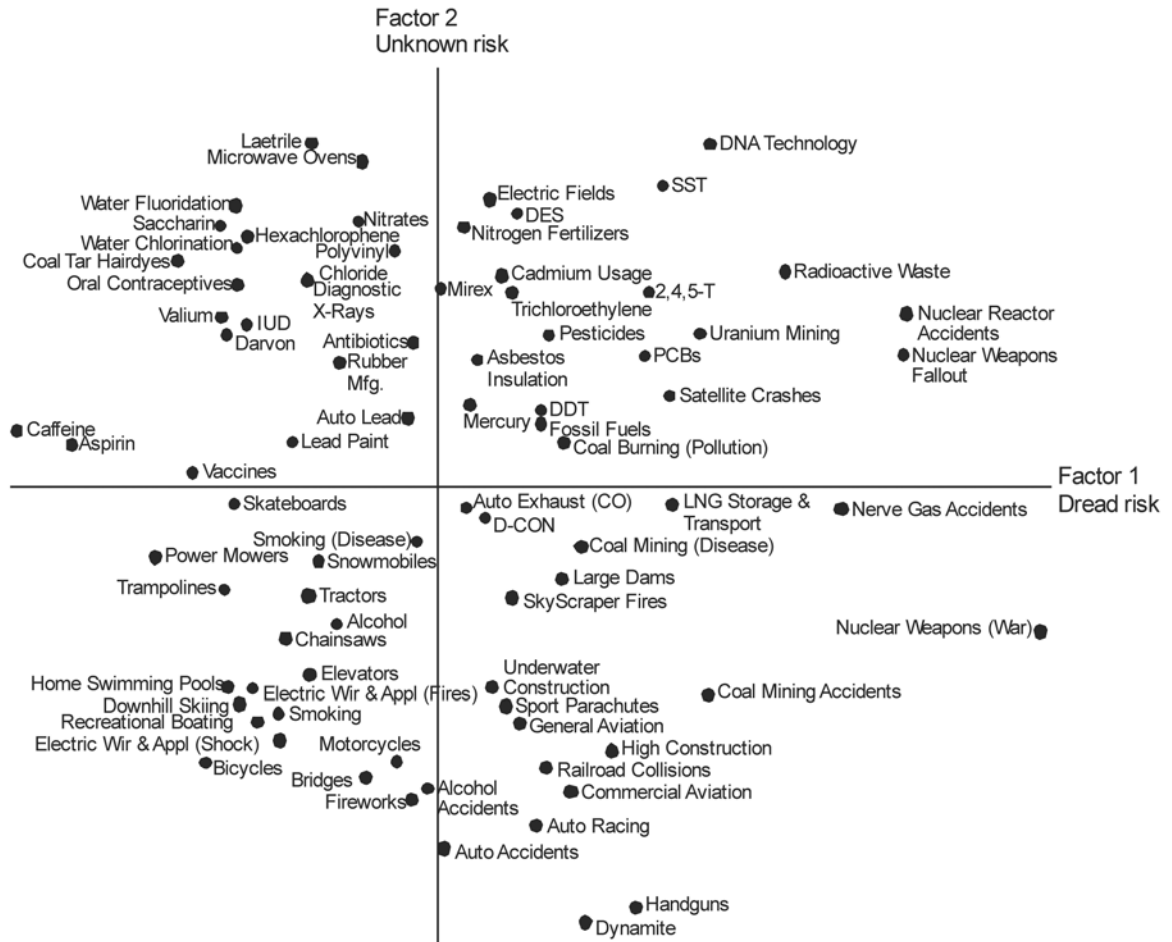 Factor 2
Unknown risk
Laetrile
Microwave Ovens
Water Fluoridation
Saccharin
Water Chlorination
Coal Tar Hairdyes
Oral Contraceptives
Hexachlorophene
Nitrates
Polyvinyl
Chloride
Diagnostic
X-Rays
Valium
IUD
Darvon
Antibiotics
Rubber
Mfg.
Auto Lead
Lead Paint
Caffeine
Aspirin
Vaccines
DNA Technology
SST
Electric Fields
DES
Nitrogen Fertilizers
Cadmium Usage
Mirex
Trichloroethylene
2,4,5-T
Radioactive Waste
Pesticides
Uranium Mining
Nuclear Reactor
Accidents
Asbestos
Insulation
PCBs
Nuclear Weapons
Fallout
Satellite Crashes
Mercury
DDT
Fossil Fuels
Coal Burning (Pollution)
Factor 1
Dread risk
Skateboards
Smoking (Disease)
Power Mowers
Snowmobiles
Trampolines
Tractors
Alcohol
Chainsaws
Elevators
Home Swimming Pools
Electric Wir & Appl (Fires)
Downhill Skiing
Smoking
Recreational Boating
Electric Wir & Appl (Shock)
Motorcycles
Bicycles
Bridges
Fireworks
Alcohol
Accidents
Auto Exhaust (CO)
D-CON
LNG Storage &
Transport
Nerve Gas Accidents
Coal Mining (Disease)
Large Dams
SkyScraper Fires
Nuclear Weapons (War)
Underwater
Construction
Coal Mining Accidents
Sport Parachutes
General Aviation
High Construction
Railroad Collisions
Commercial Aviation
Auto Racing
Auto Accidents
Handguns
Dynamite